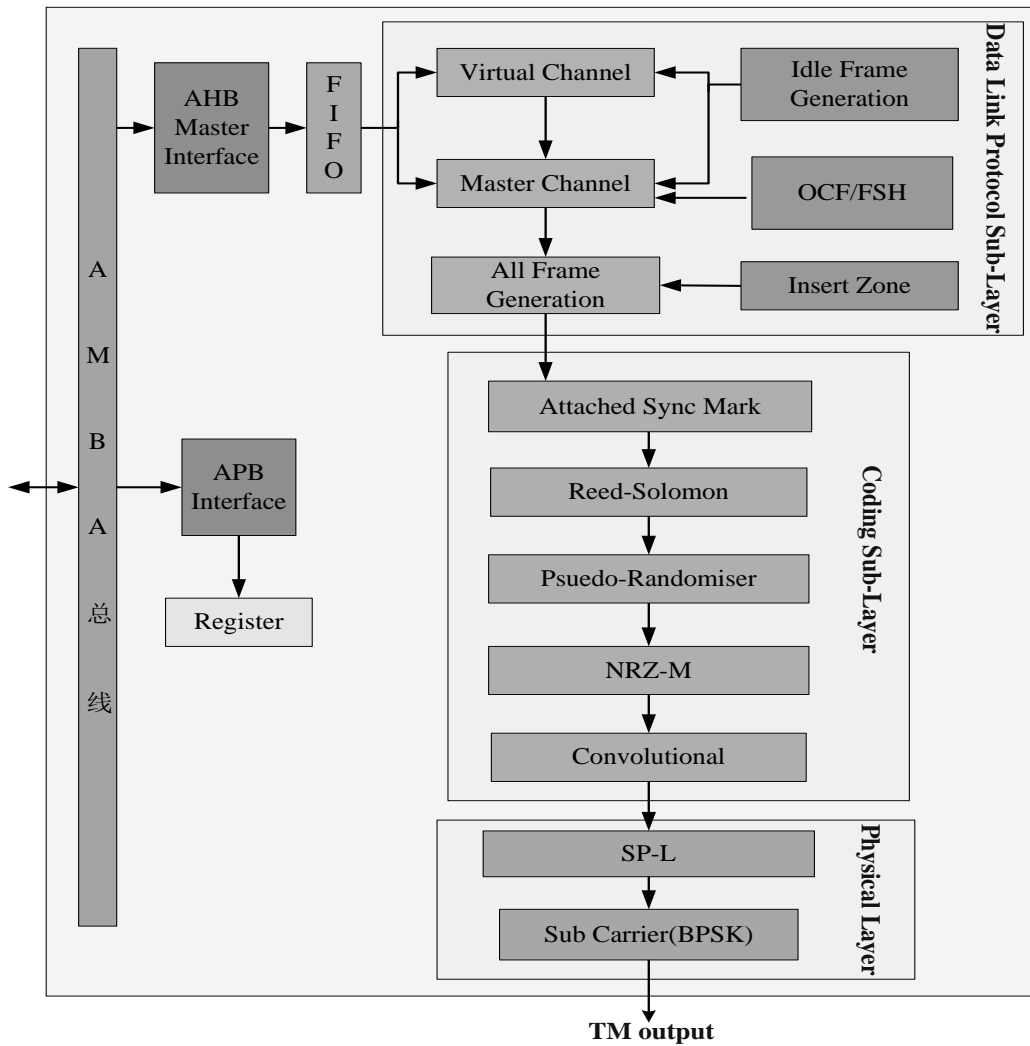 AHB
Master
Interface
F
I
F
O
Virtual Channel
Master Channel
All Frame
Generation
Idle Frame
Generation
OCF/FSH
Insert Zone
Data Link Protocol Sub-Layer
A
M
B
A
总
线
APB
Interface
Register
Attached Sync Mark
Reed-Solomon
Psuedo-Randomiser
NRZ-M
Convolutional
Coding Sub-Layer
SP-L
Sub Carrier(BPSK)
Physical Layer
TM output